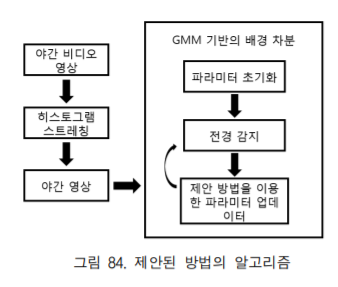 야간 비디오
영상
히스토그램
스트레칭
야간 영상
GMM 기반의 배경 차분
파라미터 초기화
전경 감지
제안 방법을 이용
한 파라미터 업데
이터
그림 84. 제안된 방법의 알고리즘